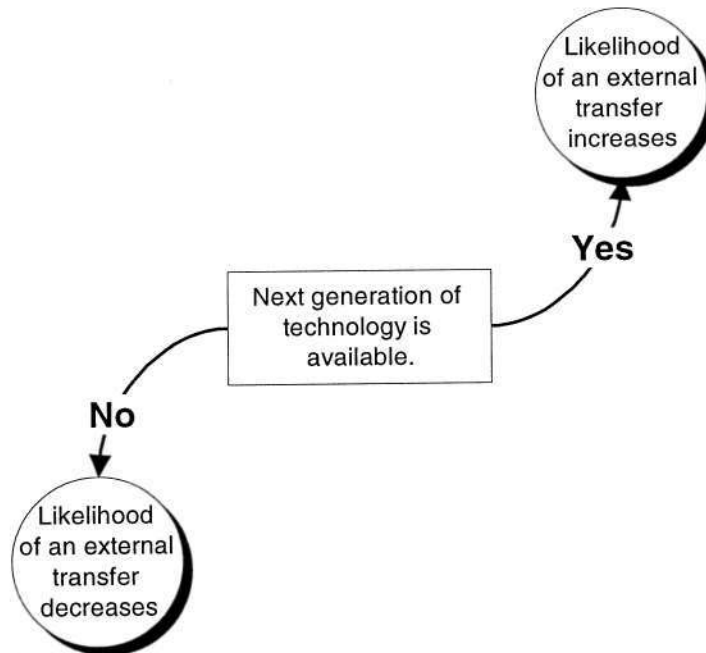 Likelihood
of an external
transfer
increases
Yes
Next generation of
technology is
available.
No
Likelihood
of an external
transfer
decreases